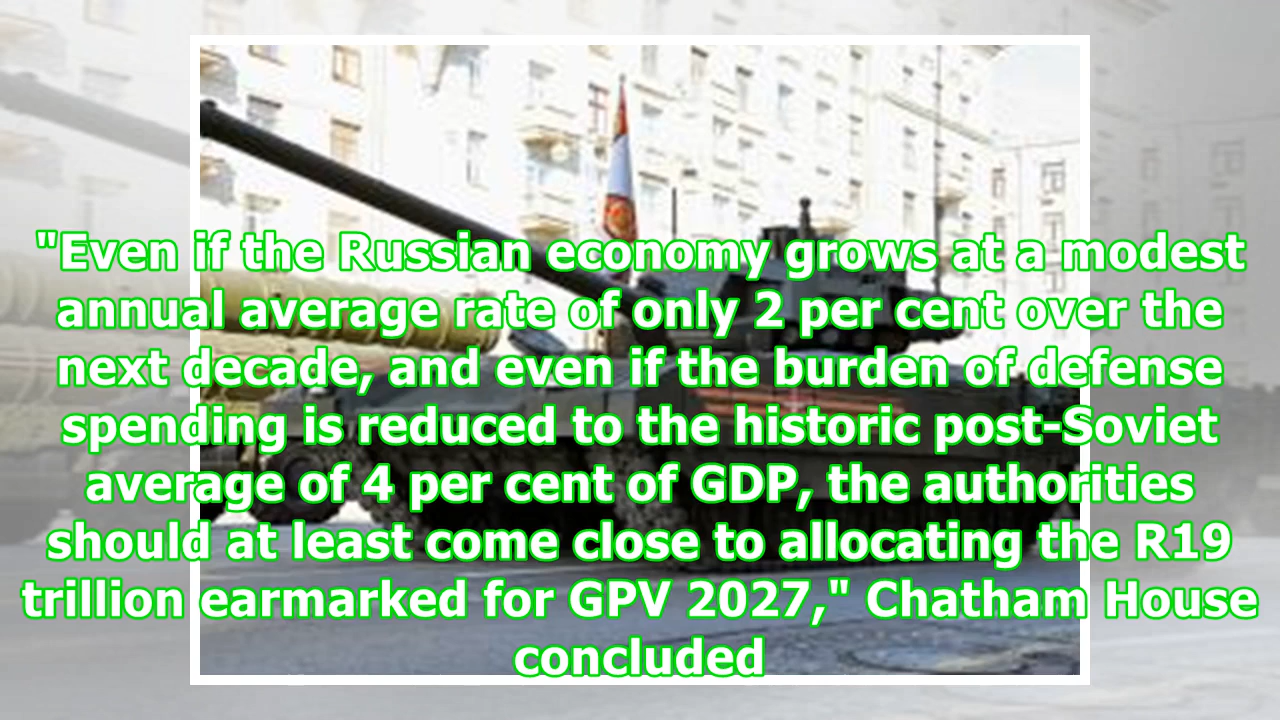 "Even if the Russian economy grows at a modest
annual average rate of only 2 per cent over the
next decade, and even if the burden of defense
spending is reduced to the historic post-Soviet
average of 4 per cent of GDP, the authorities
should at least come close to allocating the R19
trillion earmarked for GPV 2027," Chatham House
concluded